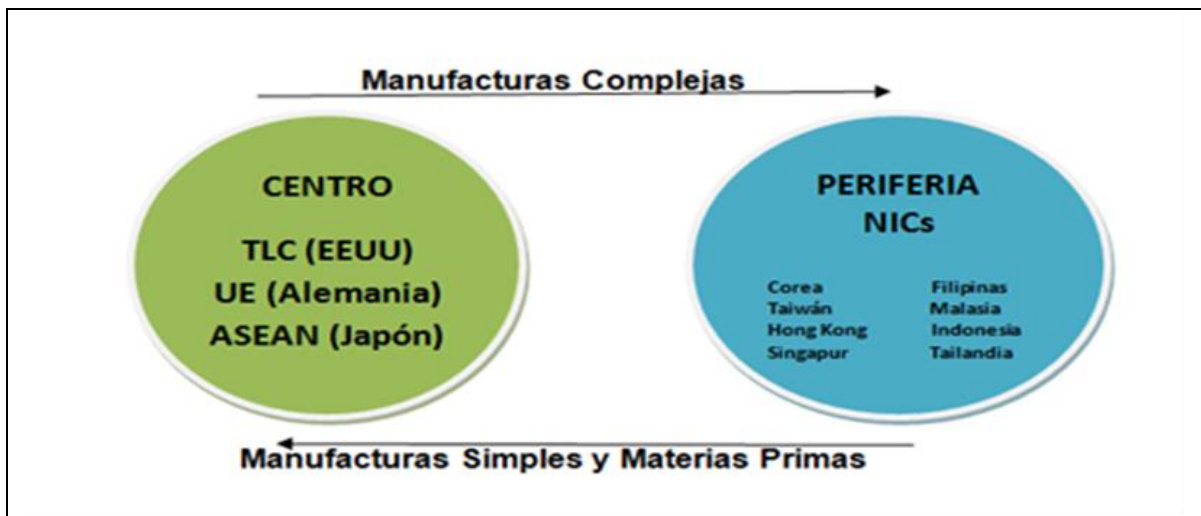 Manufacturas Complejas
CENTRO
TLC (EEUU)
UE (Alemania)
ASEAN (Japón)
PERIFERIA
NICs
Corea Filipinas
Taiwán Malasia
Hong Kong Indonesia
Singapur Tailandia
Manufacturas Simples y Materias Primas